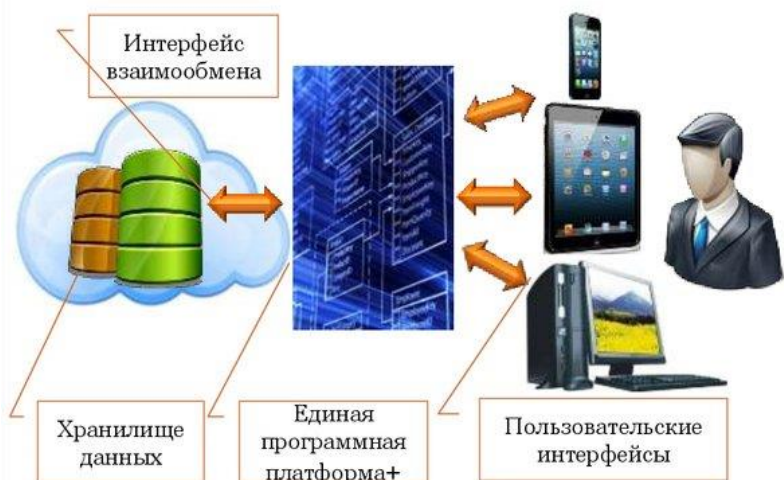 Интерфейс
взаимообмена
Хранилище
данных
Единая
программная
платформа+
Пользовательские
интерфейсы